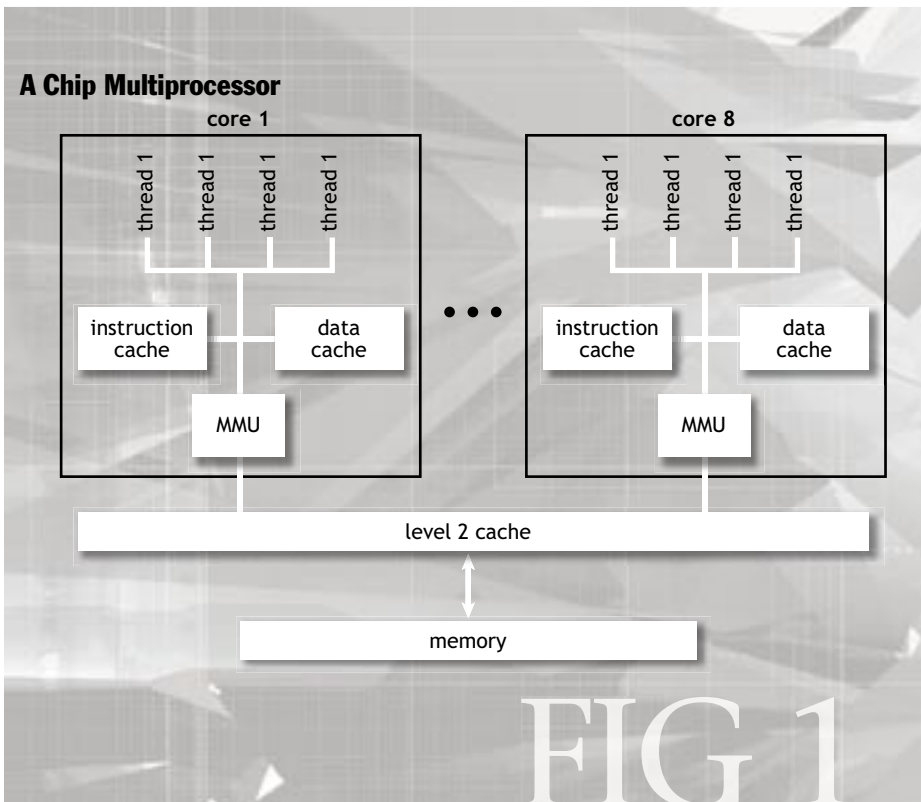 A Chip Multiprocessor
core 1
thread 1
thread 1
thread 1
thread 1
instruction
cache
data
cache
MMU
core 8
thread 1
thread 1
thread 1
thread 1
instruction
cache
data
cache
MMU
level 2 cache
memory
FIG 1